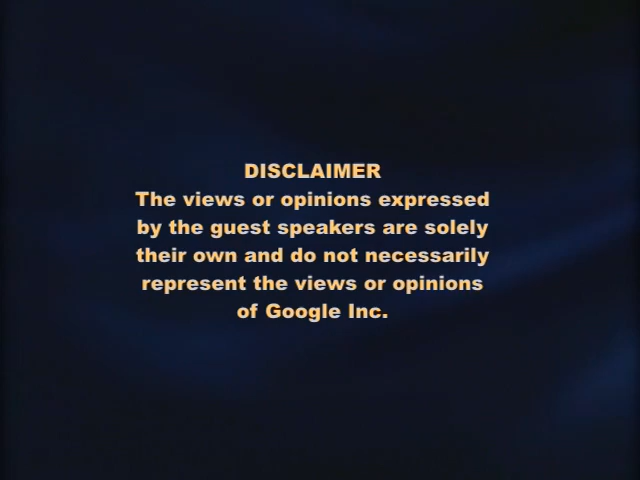 DISCLAIMER
The views or opinions expressed
by the guest speakers are solely
their own and do not necessarily
represent the views or opinions
of Google Inc.